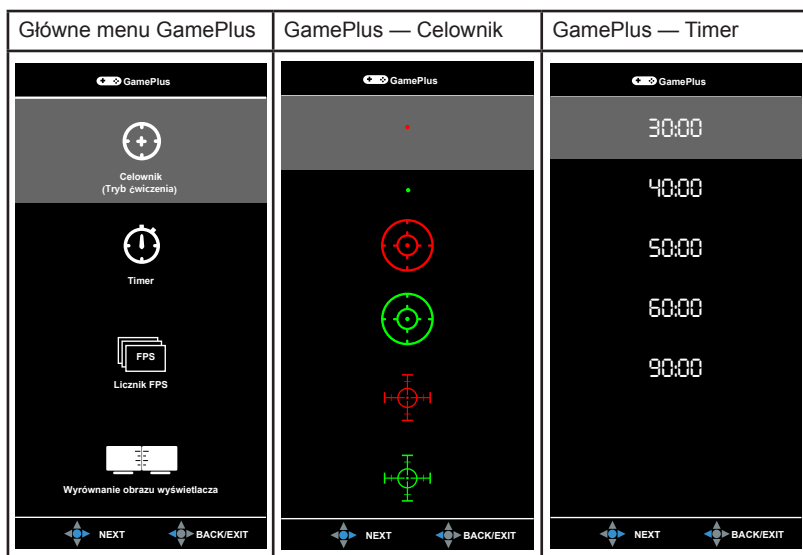 Główne menu GamePlus
GamePlus — Celownik
GamePlus — Timer
GamePlus
Celownik
(Tryb ćwiczenia)
Timer
FPS
Licznik FPS
Wyrównanie obrazu wyświetlacza
NEXT
BACK/EXIT
GamePlus
NEXT
BACK/EXIT
GamePlus
30:00
40:00
50:00
60:00
90:00
NEXT
BACK/EXIT